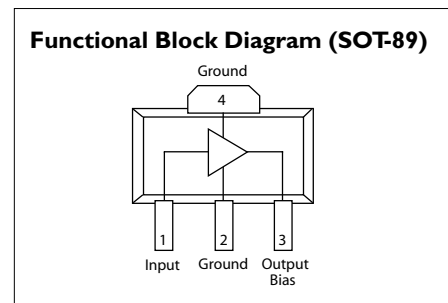 Functional Block Diagram (SOT-89)
Ground
4
1 2 3
Input Ground Output
Bias